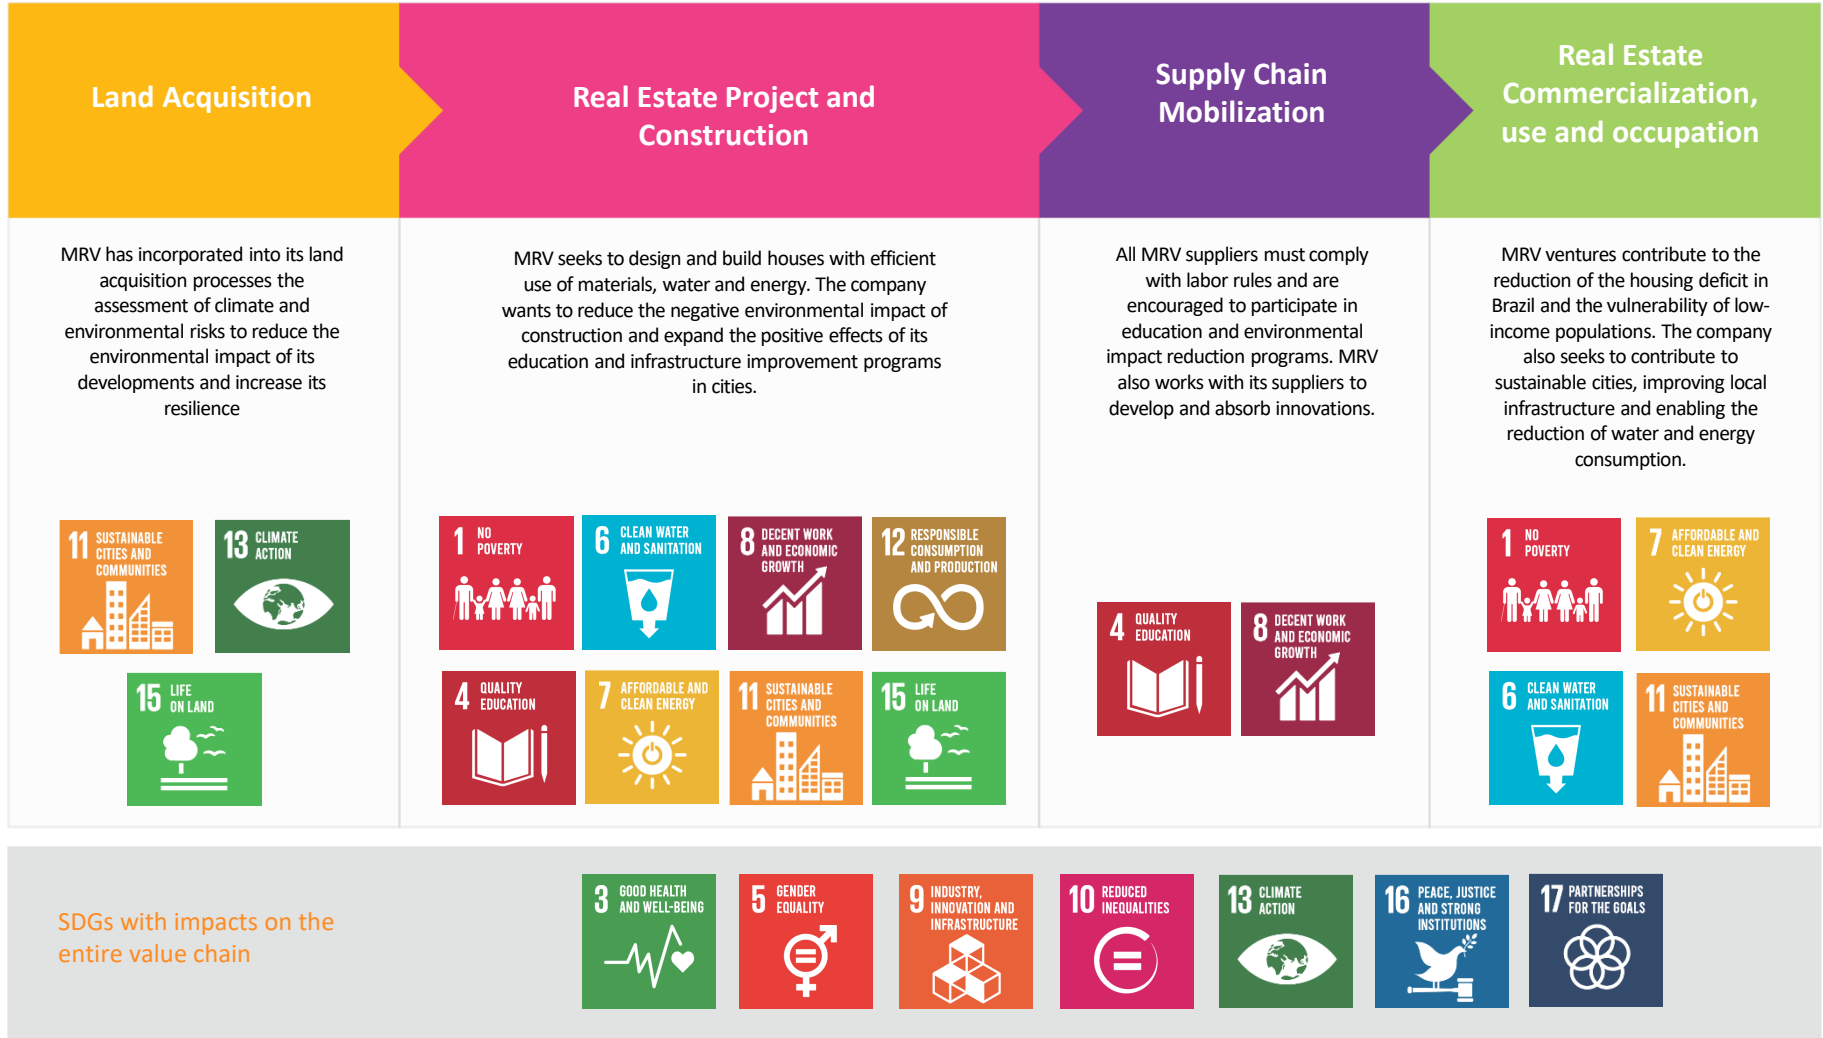 Land Acquisition
MRV has incorporated into its land
acquisition processes the
assessment of climate and
environmental risks to reduce the
environmental impact of its
developments and increase its
resilience
11 SUSTAINABLE
CITIES AND
COMMUNITIES
13 CLIMATE
ACTION
15 LIFE
ON LAND
Real Estate Project and
Construction
MRV seeks to design and build houses with efficient
use of materials, water and energy. The company
wants to reduce the negative environmental impact of
construction and expand the positive effects of its
education and infrastructure improvement programs
in cities.
1 NO
POVERTY
6 CLEAN WATER
AND SANITATION
8 DECENT WORK
AND ECONOMIC
GROWTH
12 RESPONSIBLE
CONSUMPTION
AND PRODUCTION
4 QUALITY
EDUCATION
7 AFFORDABLE AND
CLEAN ENERGY
11 SUSTAINABLE
CITIES AND
COMMUNITIES
15 LIFE
ON LAND
Supply Chain
Mobilization
All MRV suppliers must comply
with labor rules and are
encouraged to participate in
education and environmental
impact reduction programs. MRV
also works with its suppliers to
develop and absorb innovations.
4 QUALITY
EDUCATION
8 DECENT WORK
AND ECONOMIC
GROWTH
Real Estate
Commercialization,
use and occupation
MRV ventures contribute to the
reduction of the housing deficit in
Brazil and the vulnerability of low-
income populations. The company
also seeks to contribute to
sustainable cities, improving local
infrastructure and enabling the
reduction of water and energy
consumption.
1 NO
POVERTY
7 AFFORDABLE AND
CLEAN ENERGY
6 CLEAN WATER
AND SANITATION
11 SUSTAINABLE
CITIES AND
COMMUNITIES
SDGs with impacts on the
entire value chain
3 GOOD HEALTH
AND WELL-BEING
5 GENDER
EQUALITY
9 INDUSTRY,
INNOVATION AND
INFRASTRUCTURE
10 REDUCED
INEQUALITIES
13 CLIMATE
ACTION
16 PEACE, JUSTICE
AND STRONG
INSTITUTIONS
17 PARTNERSHIPS
FOR THE GOALS